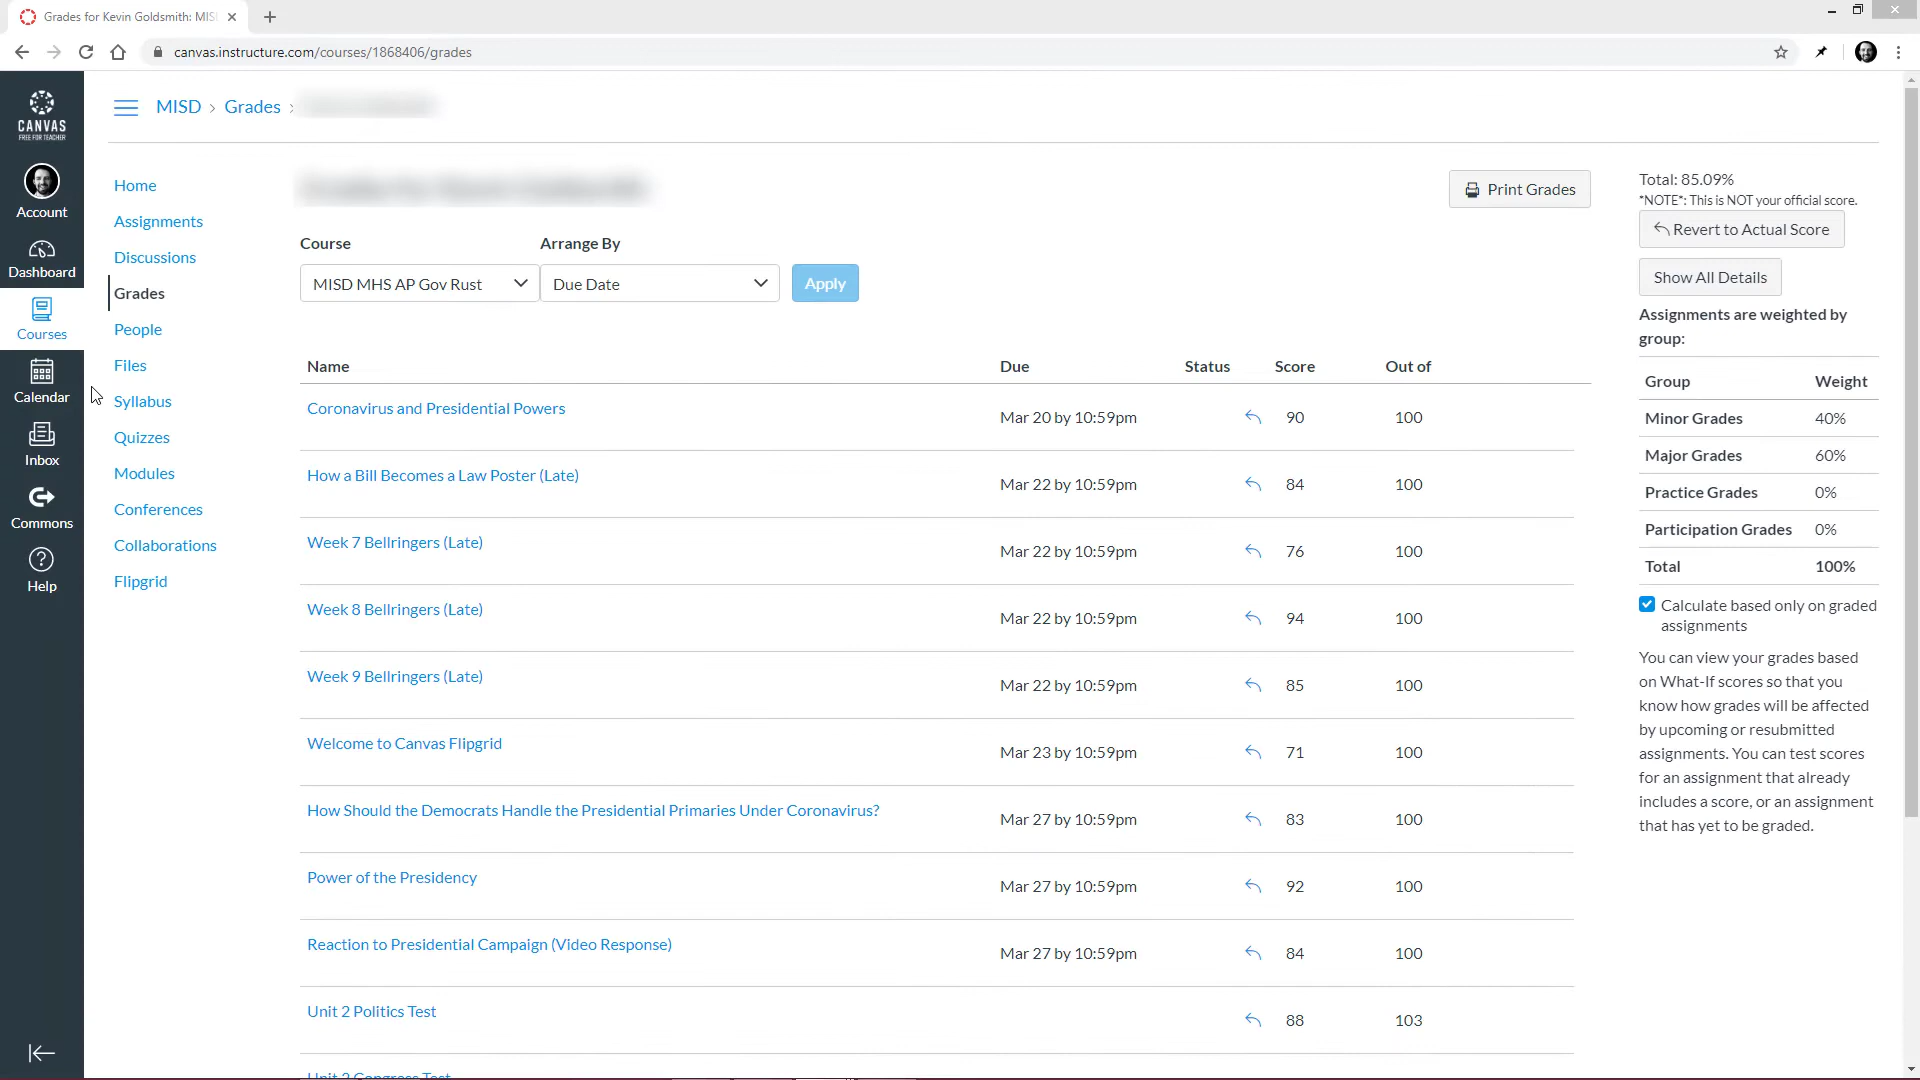 Grades for Kevin Goldsmith: MIS
canvas.instructure.com/courses/1868406/grades
CANVAS
FREE FOR TEACHER
Account
Dashboard
Courses
Calendar
Inbox
Commons
Help
MISD › Grades ›
Home
Assignments
Discussions
Grades
People
Files
Syllabus
Quizzes
Modules
Conferences
Collaborations
Flipgrid
Print Grades
Course Arrange By
MISD MHS AP Gov Rust Due Date Apply
Name Due Status Score Out of
Coronavirus and Presidential Powers Mar 20 by 10:59pm 90 100
How a Bill Becomes a Law Poster (Late) Mar 22 by 10:59pm 84 100
Week 7 Bellringers (Late) Mar 22 by 10:59pm 76 100
Week 8 Bellringers (Late) Mar 22 by 10:59pm 94 100
Week 9 Bellringers (Late) Mar 22 by 10:59pm 85 100
Welcome to Canvas Flipgrid Mar 23 by 10:59pm 71 100
How Should the Democrats Handle the Presidential Primaries Under Coronavirus? Mar 27 by 10:59pm 83 100
Power of the Presidency Mar 27 by 10:59pm 92 100
Reaction to Presidential Campaign (Video Response) Mar 27 by 10:59pm 84 100
Unit 2 Politics Test 88 103
Total: 85.09%
*NOTE*: This is NOT your official score.
Revert to Actual Score
Show All Details
Assignments are weighted by
group:
Group Weight
Minor Grades 40%
Major Grades 60%
Practice Grades 0%
Participation Grades 0%
Total 100%
Calculate based only on graded
assignments
You can view your grades based
on What-If scores so that you
know how grades will be affected
by upcoming or resubmitted
assignments. You can test scores
for an assignment that already
includes a score, or an assignment
that has yet to be graded.